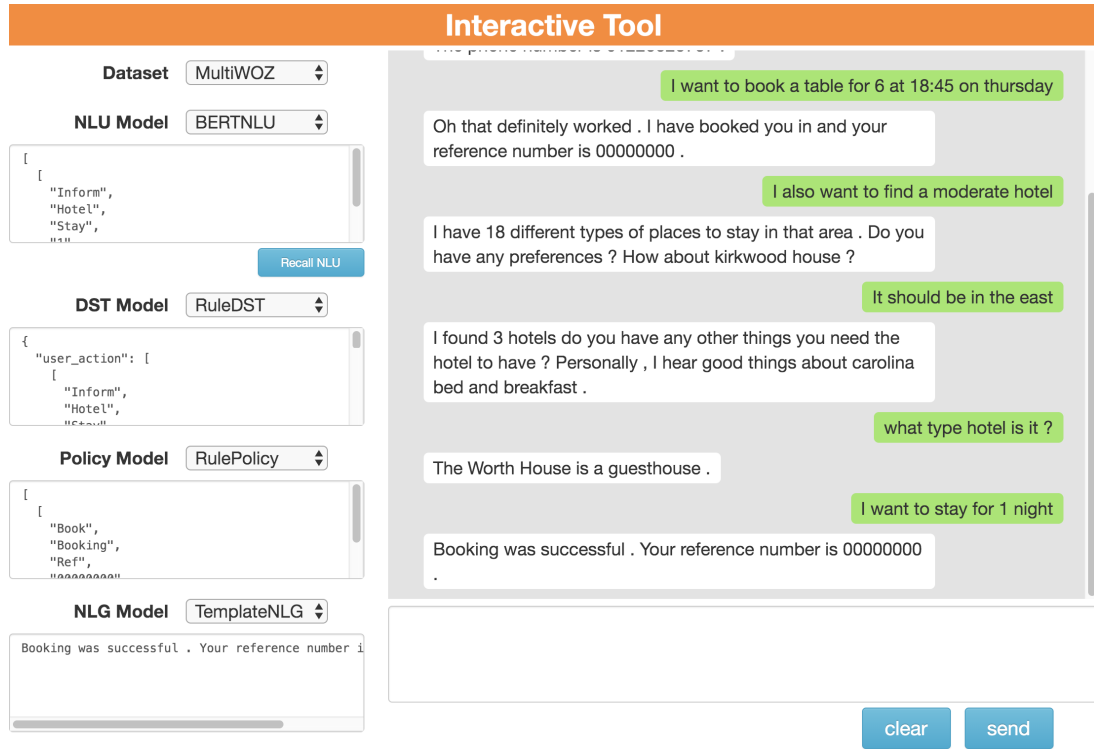 Interactive Tool
Dataset
MultiWOZ
NLU Model
BERTNLU
[
[
"Inform",
"Hotel",
"Stay",
"1"
Recall NLU
DST Model
RuleDST
{
"user_action": [
[
"Inform",
"Hotel",
"Stay",
Policy Model
RulePolicy
[
[
"Book",
"Booking",
"Ref",
"00000000"
NLG Model
TemplateNLG
Booking was successful . Your reference number i
The phone number is
I want to book a table for 6 at 18:45 on thursday
Oh that definitely worked . I have booked you in and your
reference number is 00000000 .
I also want to find a moderate hotel
I have 18 different types of places to stay in that area . Do you
have any preferences ? How about kirkwood house ?
It should be in the east
I found 3 hotels do you have any other things you need the
hotel to have ? Personally , I hear good things about carolina
bed and breakfast .
what type hotel is it ?
The Worth House is a guesthouse .
I want to stay for 1 night
Booking was successful . Your reference number is 00000000
.
clear
send